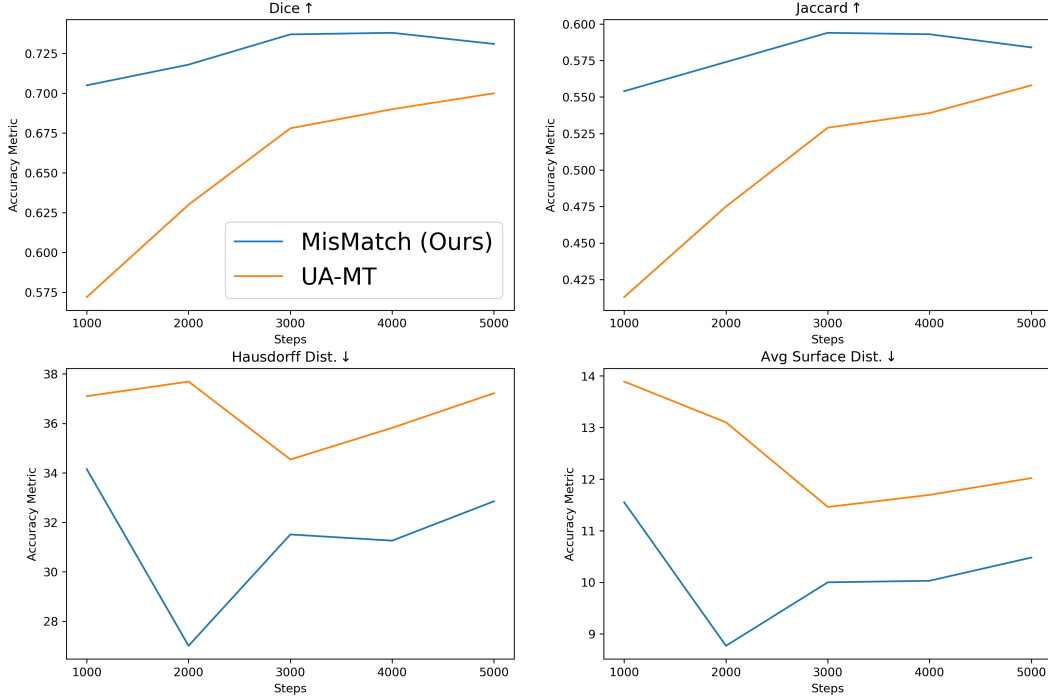 Dice ↑
Accuracy Metric
0.725
0.700
0.675
0.650
0.625
0.600
0.575
MisMatch (Ours)
UA-MT
1000 2000 3000 4000 5000
Steps
Jaccard ↑
Accuracy Metric
0.600
0.575
0.550
0.525
0.500
0.475
0.450
0.425
1000 2000 3000 4000 5000
Steps
Hausdorff Dist. ↓
Accuracy Metric
38
36
34
32
30
28
1000 2000 3000 4000 5000
Steps
Avg Surface Dist. ↓
Accuracy Metric
14
13
12
11
10
9
1000 2000 3000 4000 5000
Steps